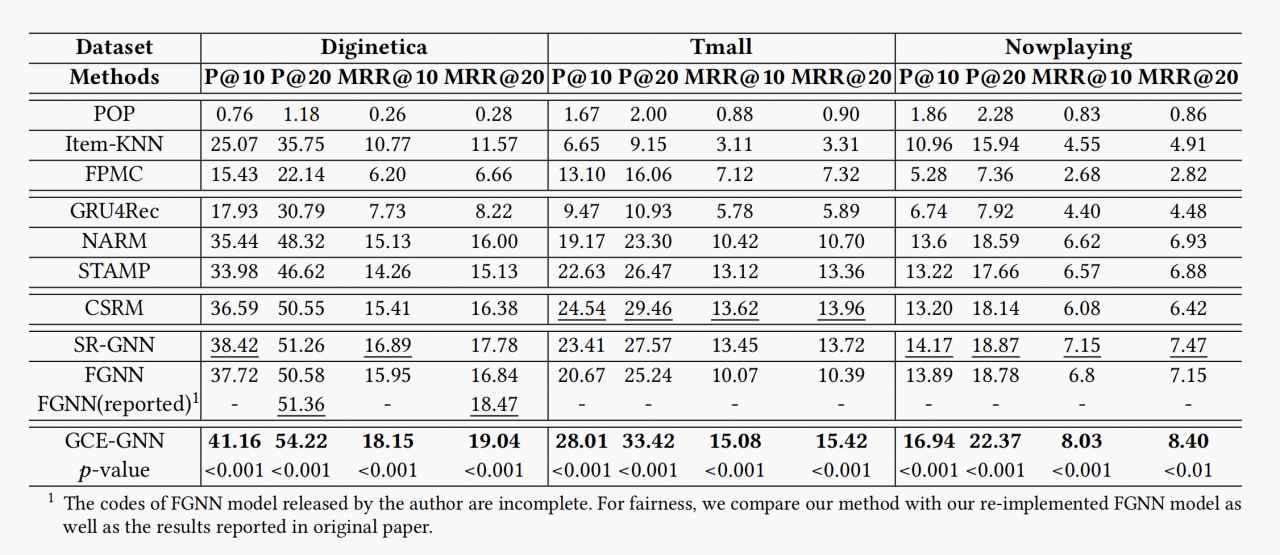 Dataset Diginetica Tmall Nowplaying
Methods P@10 P@20 MRR@10 MRR@20 P@10 P@20 MRR@10 MRR@20 P@10 P@20 MRR@10 MRR@20
POP 0.76 1.18 0.26 0.28 1.67 2.00 0.88 0.90 1.86 2.28 0.83 0.86
Item-KNN 25.07 35.75 10.77 11.57 6.65 9.15 3.11 3.31 10.96 15.94 4.55 4.91
FPMC 15.43 22.14 6.20 6.66 13.10 16.06 7.12 7.32 5.28 7.36 2.68 2.82
GRU4Rec 17.93 30.79 7.73 8.22 9.47 10.93 5.78 5.89 6.74 7.92 4.40 4.48
NARM 35.44 48.32 15.13 16.00 19.17 23.30 10.42 10.70 13.6 18.59 6.62 6.93
STAMP 33.98 46.62 14.26 15.13 22.63 26.47 13.12 13.36 13.22 17.66 6.57 6.88
CSRM 36.59 50.55 15.41 16.38 24.54 29.46 13.62 13.96 13.20 18.14 6.08 6.42
SR-GNN 38.42 51.26 16.89 17.78 23.41 27.57 13.45 13.72 14.17 18.87 7.15 7.47
FGNN 37.72 50.58 15.95 16.84 20.67 25.24 10.07 10.39 13.89 18.78 6.8 7.15
FGNN(reported)¹ - 51.36 - 18.47 - - - - - - - -
GCE-GNN 41.16 54.22 18.15 19.04 28.01 33.42 15.08 15.42 16.94 22.37 8.03 8.40
p-value <0.001 <0.001 <0.001 <0.001 <0.001 <0.001 <0.001 <0.001 <0.001 <0.001 <0.001 <0.01
¹ The codes of FGNN model released by the author are incomplete. For fairness, we compare our method with our re-implemented FGNN model as
well as the results reported in original paper.